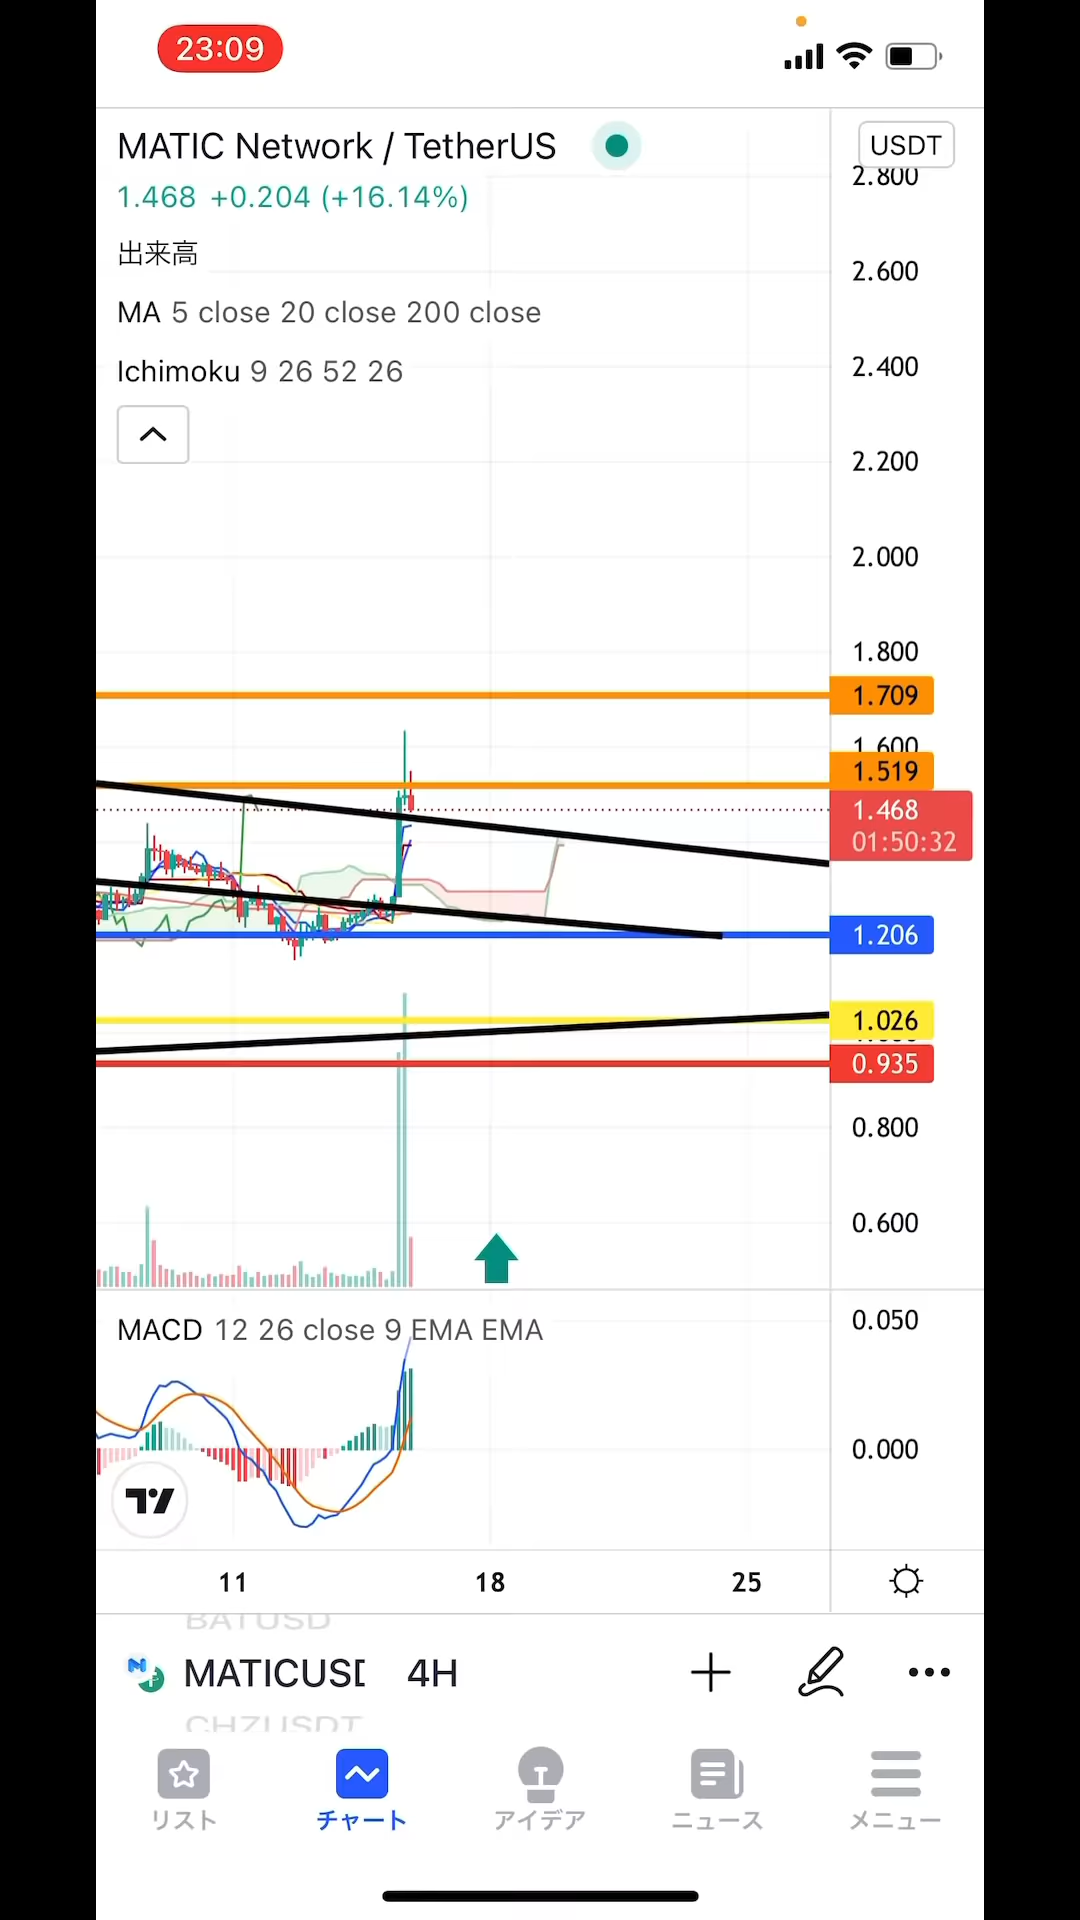 23:09
MATIC Network / TetherUS
USDT
1.468 +0.204 (+16.14%)
2.800
出来高
2.600
MA 5 close 20 close 200 close
Ichimoku 9 26 52 26
2.400
2.200
2.000
1.800
1.709
1.600
1.519
1.468
01:50:32
1.206
1.026
0.935
0.800
0.600
MACD 12 26 close 9 EMA EMA
0.050
0.000
11 18 25
BATUSD
MATICUSD 4H
CHZUSDT
リスト チャート アイデア ニュース メニュー